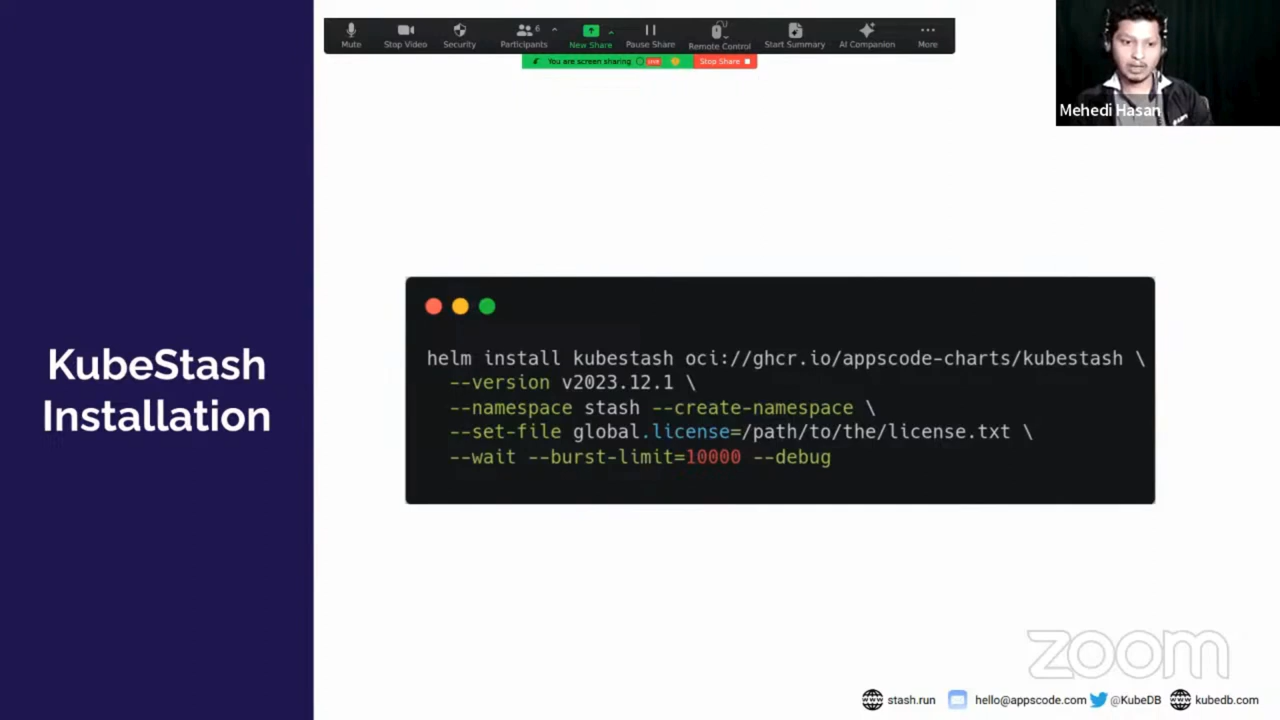 Mute
Stop Video
Security
Participants
6
New Share
Pause Share
Remote Control
Start Summary
AI Companion
More
You are screen sharing
LIVE
Stop Share
Mehedi Hasan
KubeStash
Installation
helm install kubestash oci://ghcr.io/appscode-charts/kubestash \
--version v2023.12.1 \
--namespace stash --create-namespace \
--set-file global.license=/path/to/the/license.txt \
--wait --burst-limit=10000 --debug
zoom
stash.run
hello@appscode.com
@KubeDB
kubedb.com